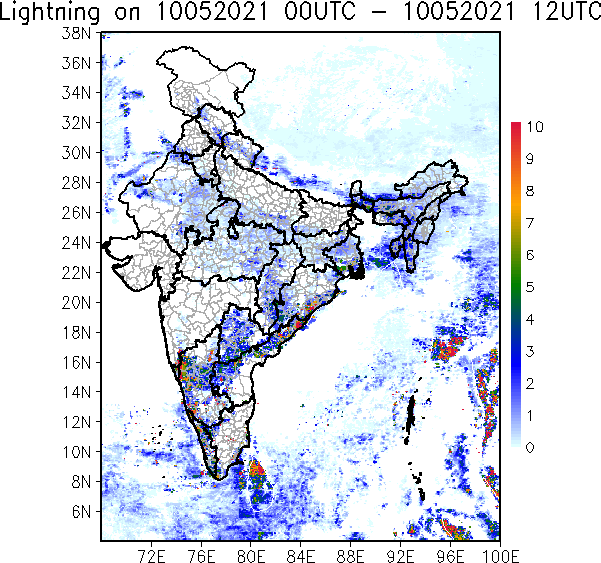 Lightning on 10052021 00UTC – 10052021 12UTC
38N
36N
34N
32N
30N
28N
26N
24N
22N
20N
18N
16N
14N
12N
10N
8N
6N
72E 76E 80E 84E 88E 92E 96E 100E
10
9
8
7
6
5
4
3
2
1
0